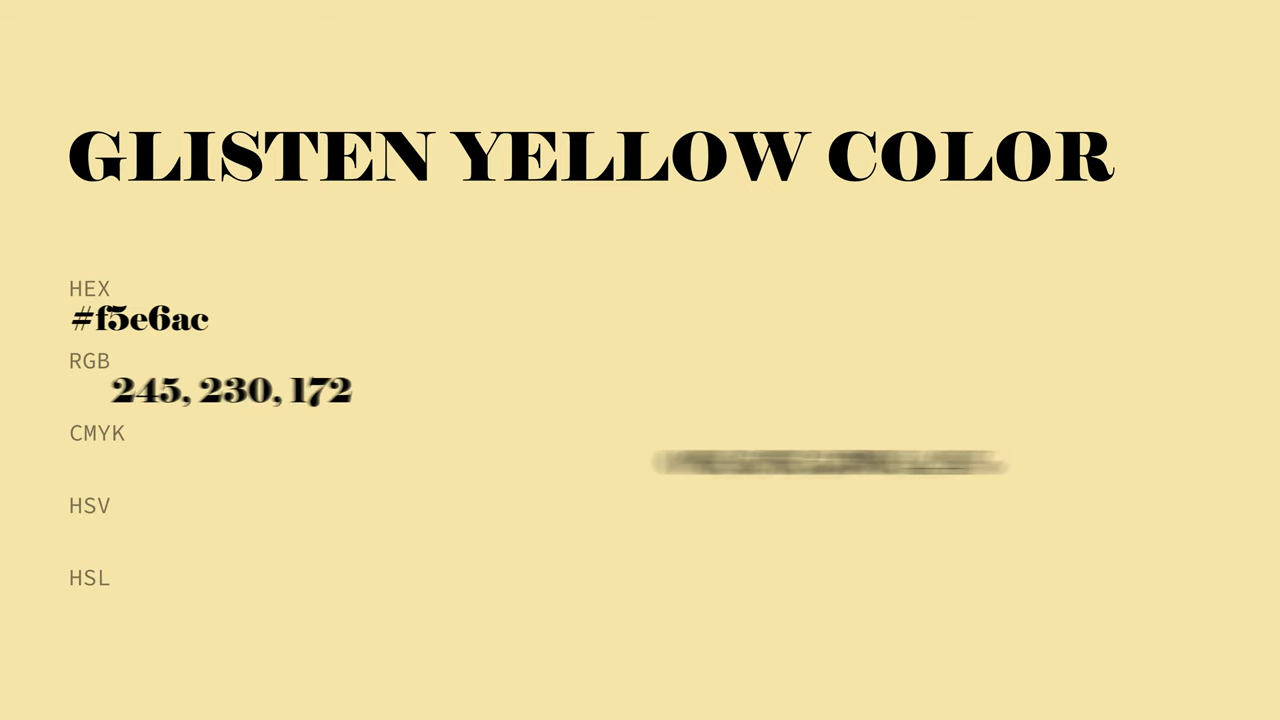 GLISTEN YELLOW COLOR
HEX
#f5e6ac
RGB
245, 230, 172
CMYK
HSV
HSL